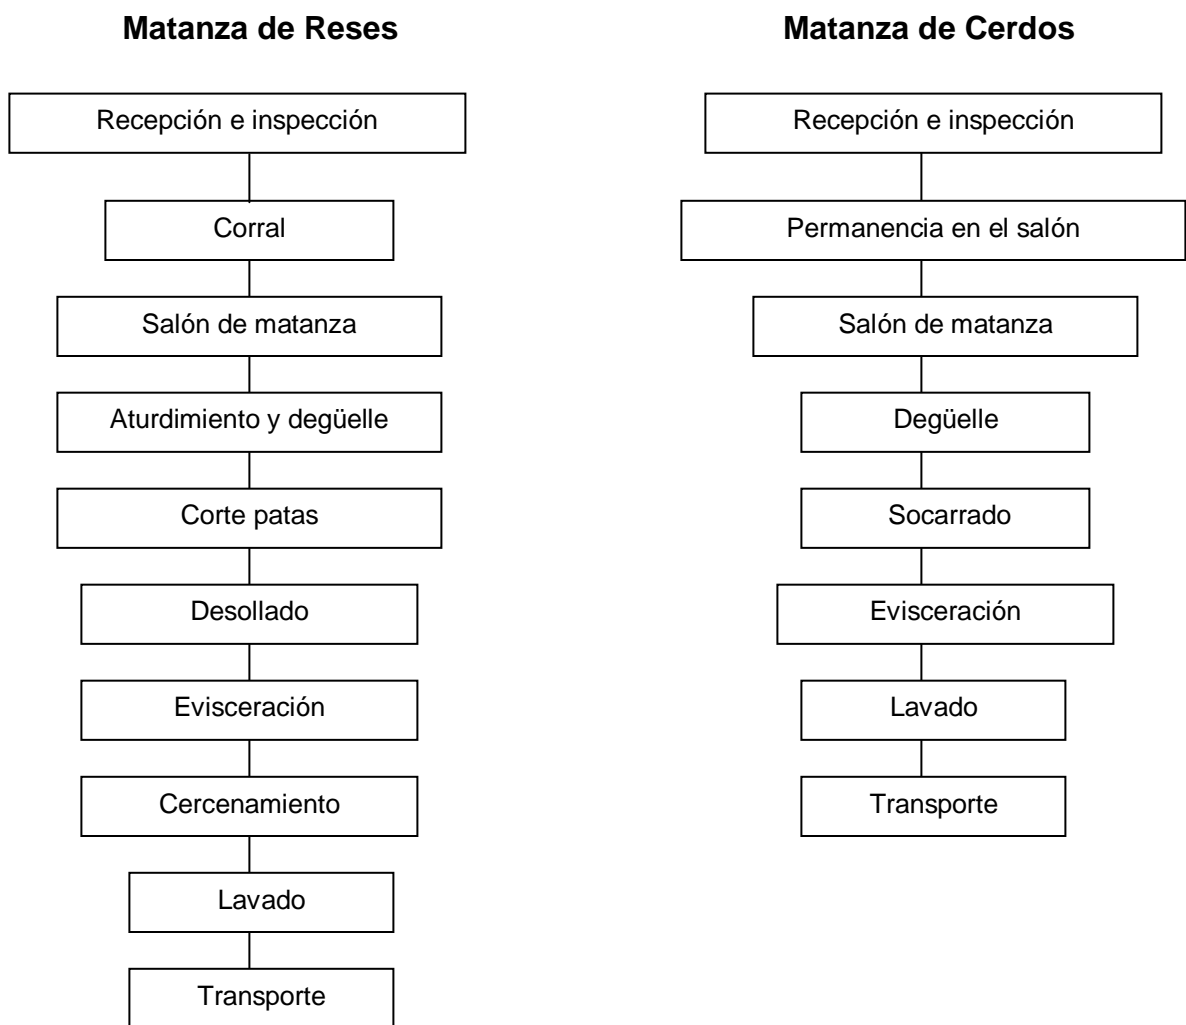 Matanza de Reses
Recepción e inspección
Corral
Salón de matanza
Aturdimiento y degüelle
Corte patas
Desollado
Evisceración
Cercenamiento
Lavado
Transporte
Matanza de Cerdos
Recepción e inspección
Permanencia en el salón
Salón de matanza
Degüelle
Socarrado
Evisceración
Lavado
Transporte